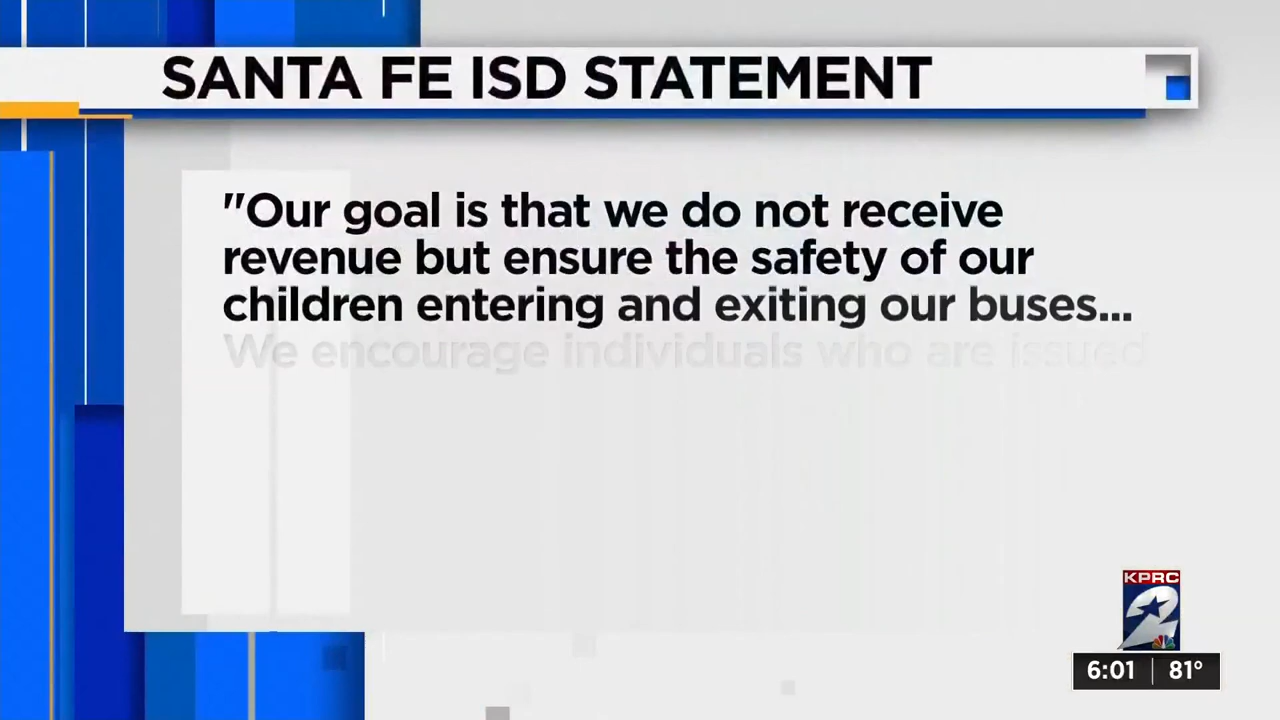 SANTA FE ISD STATEMENT
"Our goal is that we do not receive
revenue but ensure the safety of our
children entering and exiting our buses...
We encourage individuals who are issued
KPRC
2
6:01 81°